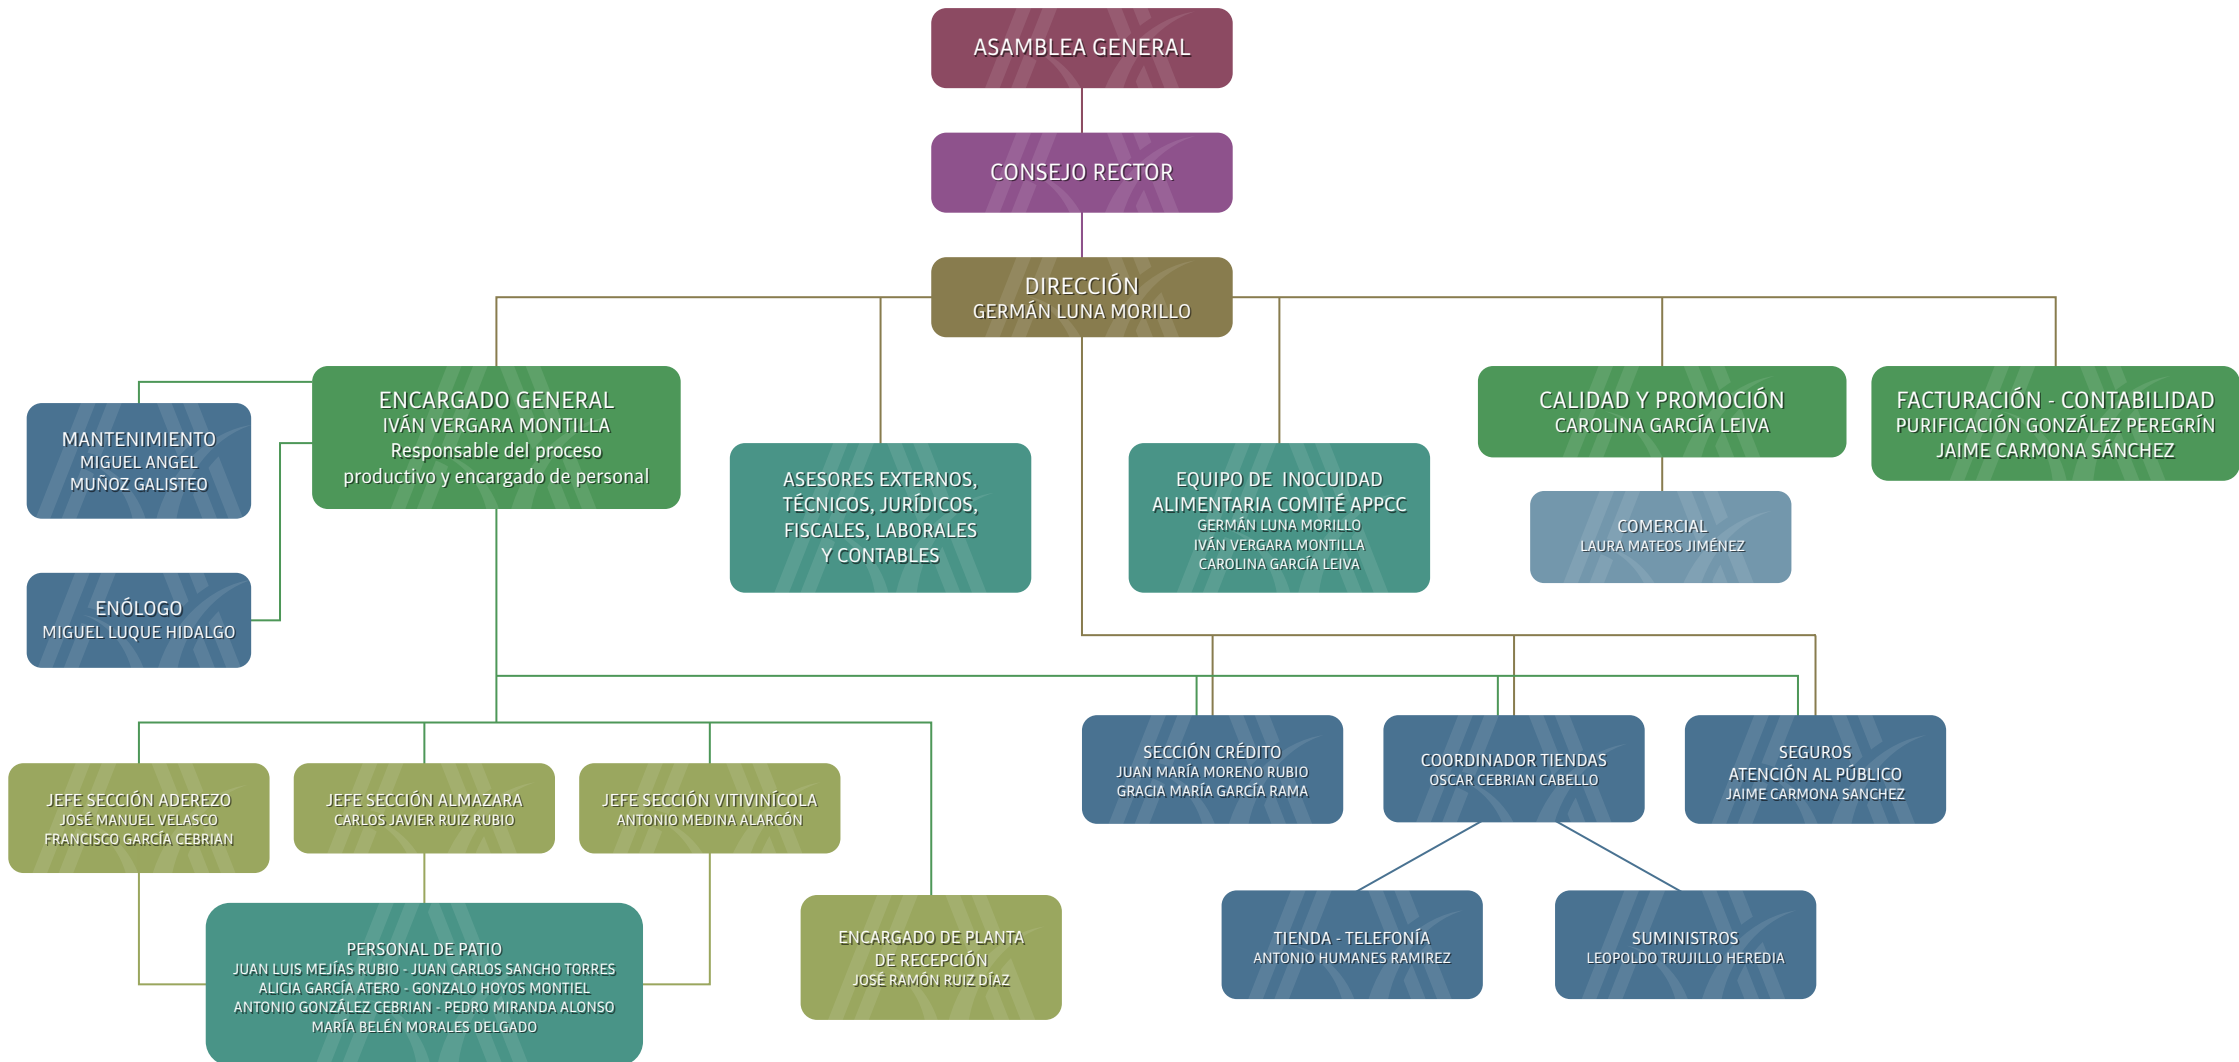 ASAMBLEA GENERAL
CONSEJO RECTOR
DIRECCIÓN
GERMÁN LUNA MORILLO
ENCARGADO GENERAL
IVÁN VERGARA MONTILLA
Responsable del proceso
productivo y encargado de personal
MANTENIMIENTO
MIGUEL ANGEL
MUÑOZ GALISTEO
ENÓLOGO
MIGUEL LUQUE HIDALGO
ASESORES EXTERNOS,
TÉCNICOS, JURÍDICOS,
FISCALES, LABORALES
Y CONTABLES
EQUIPO DE INOCUIDAD
ALIMENTARIA COMITÉ APPCC
GERMÁN LUNA MORILLO
IVÁN VERGARA MONTILLA
CAROLINA GARCÍA LEIVA
CALIDAD Y PROMOCIÓN
CAROLINA GARCÍA LEIVA
COMERCIAL
LAURA MATEOS JIMÉNEZ
FACTURACIÓN - CONTABILIDAD
PURIFICACIÓN GONZÁLEZ PEREGRÍN
JAIME CARMONA SÁNCHEZ
JEFE SECCIÓN ADEREZO
JOSÉ MANUEL VELASCO
FRANCISCO GARCÍA CEBRIAN
JEFE SECCIÓN ALMAZARA
CARLOS JAVIER RUIZ RUBIO
JEFE SECCIÓN VITIVINÍCOLA
ANTONIO MEDINA ALARCÓN
SECCIÓN CRÉDITO
JUAN MARÍA MORENO RUBIO
GRACIA MARÍA GARCÍA RAMA
COORDINADOR TIENDAS
OSCAR CEBRIAN CABELLO
SEGUROS
ATENCIÓN AL PÚBLICO
JAIME CARMONA SANCHEZ
PERSONAL DE PATIO
JUAN LUIS MEJÍAS RUBIO - JUAN CARLOS SANCHO TORRES
ALICIA GARCÍA ATERO - GONZALO HOYOS MONTIEL
ANTONIO GONZÁLEZ CEBRIAN - PEDRO MIRANDA ALONSO
MARÍA BELÉN MORALES DELGADO
ENCARGADO DE PLANTA
DE RECEPCIÓN
JOSÉ RAMÓN RUIZ DÍAZ
TIENDA - TELEFONÍA
ANTONIO HUMANES RAMIREZ
SUMINISTROS
LEOPOLDO TRUJILLO HEREDIA